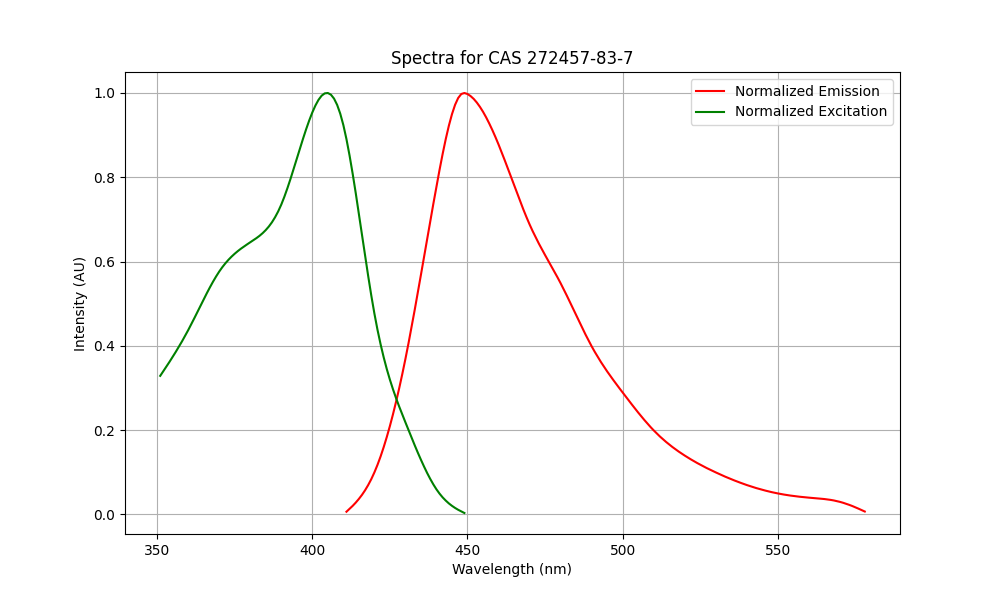 Spectra for CAS 272457-83-7
Normalized Emission
Normalized Excitation
1.0
0.8
0.6
0.4
0.2
0.0
Intensity (AU)
350
400
450
500
550
Wavelength (nm)